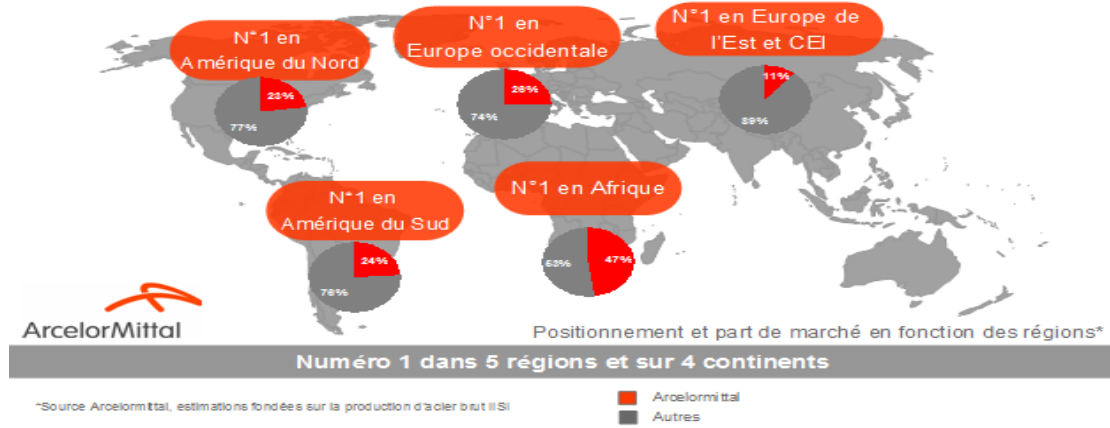 N°1 en
Amérique du Nord
23%
77%
N°1 en
Europe occidentale
26%
74%
N°1 en Europe de
l'Est et CEI
11%
89%
N°1 en
Amérique du Sud
24%
76%
N°1 en Afrique
53%
47%
ArcelorMittal
Positionnement et part de marché en fonction des régions*
Numéro 1 dans 5 régions et sur 4 continents
*Source Arcelormittal, estimations fondées sur la production d'acier brut IISI
Arcelormittal
Autres